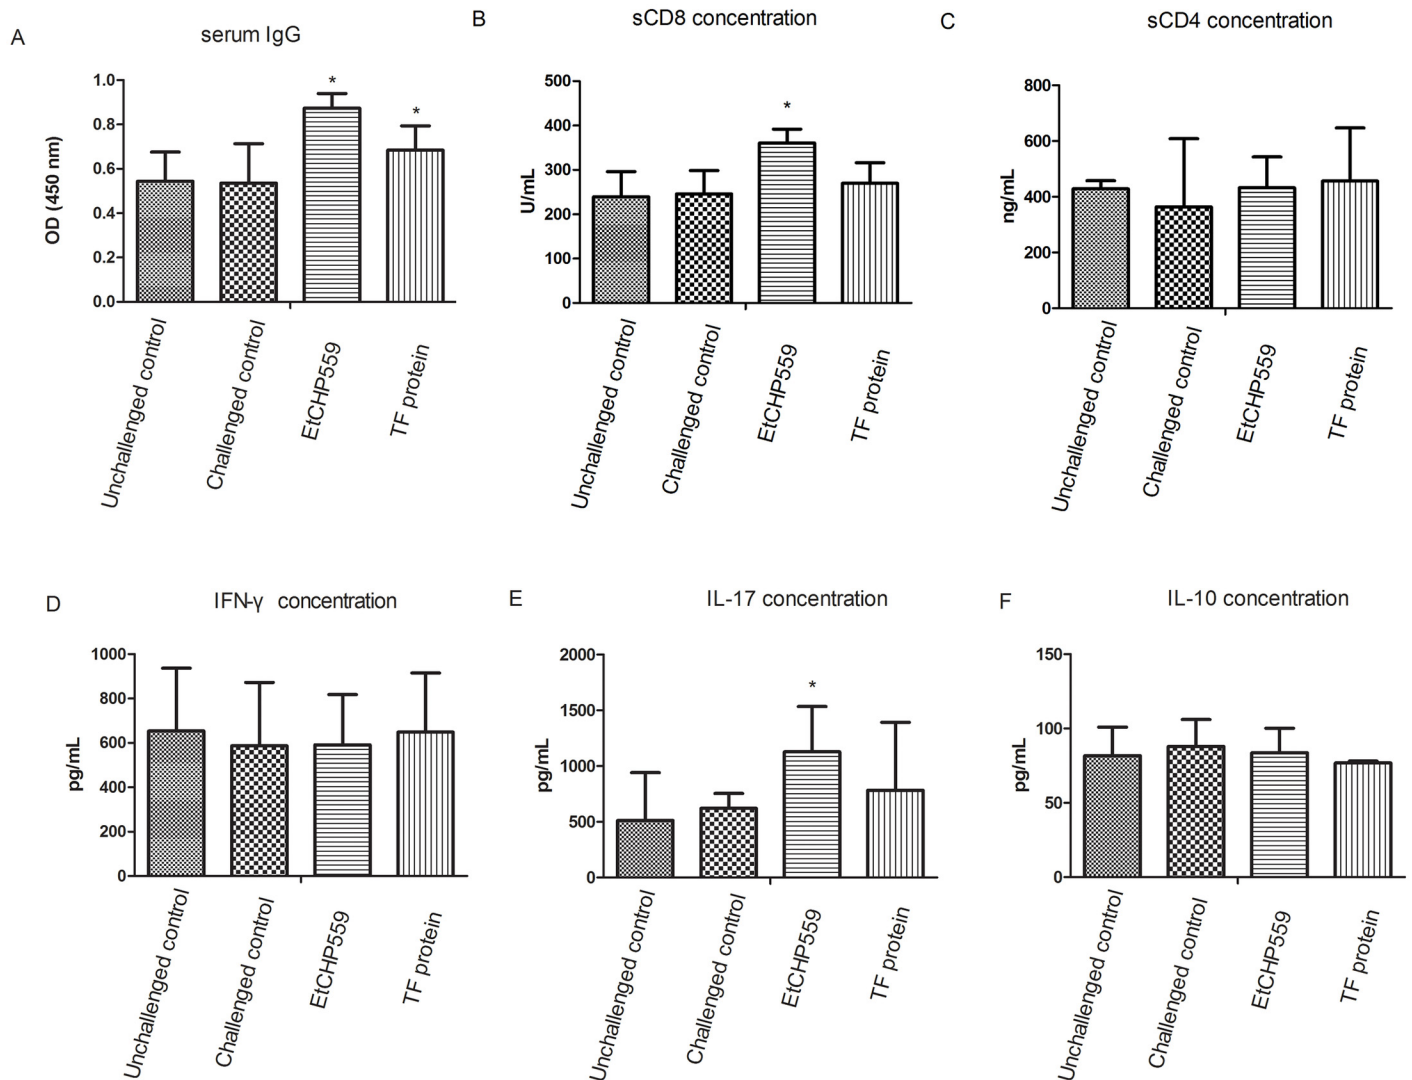 A
serum IgG
OD (450 nm)
1.0
0.8
0.6
0.4
0.2
0.0
*
*
Unchallenged control
Challenged control
EtCHP559
TF protein
B
sCD8 concentration
U/mL
500
400
300
200
100
0
*
Unchallenged control
Challenged control
EtCHP559
TF protein
C
sCD4 concentration
ng/mL
800
600
400
200
0
Unchallenged control
Challenged control
EtCHP559
TF protein
D
IFN-γ concentration
pg/mL
1000
800
600
400
200
0
Unchallenged control
Challenged control
EtCHP559
TF protein
E
IL-17 concentration
pg/mL
2000
1500
1000
500
0
*
Unchallenged control
Challenged control
EtCHP559
TF protein
F
IL-10 concentration
pg/mL
150
100
50
0
Unchallenged control
Challenged control
EtCHP559
TF protein